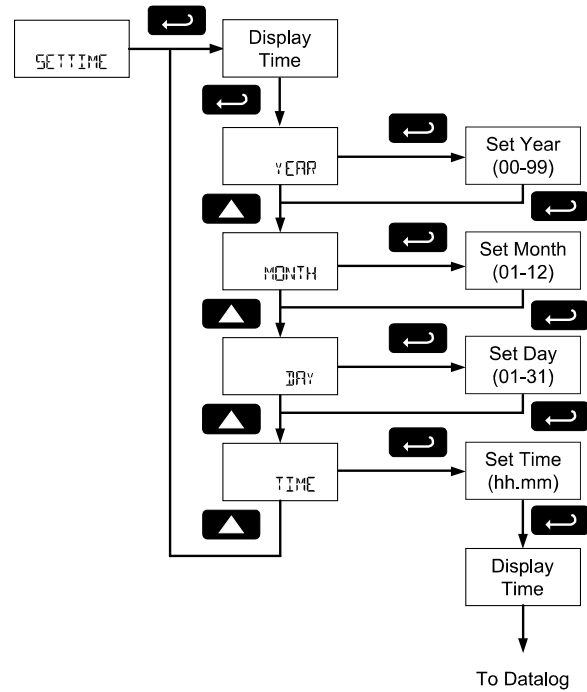 SETTIME
Display
Time
YEAR
Set Year
(00-99)
MONTH
Set Month
(01-12)
DAY
Set Day
(01-31)
TIME
Set Time
(hh.mm)
Display
Time
To Datalog